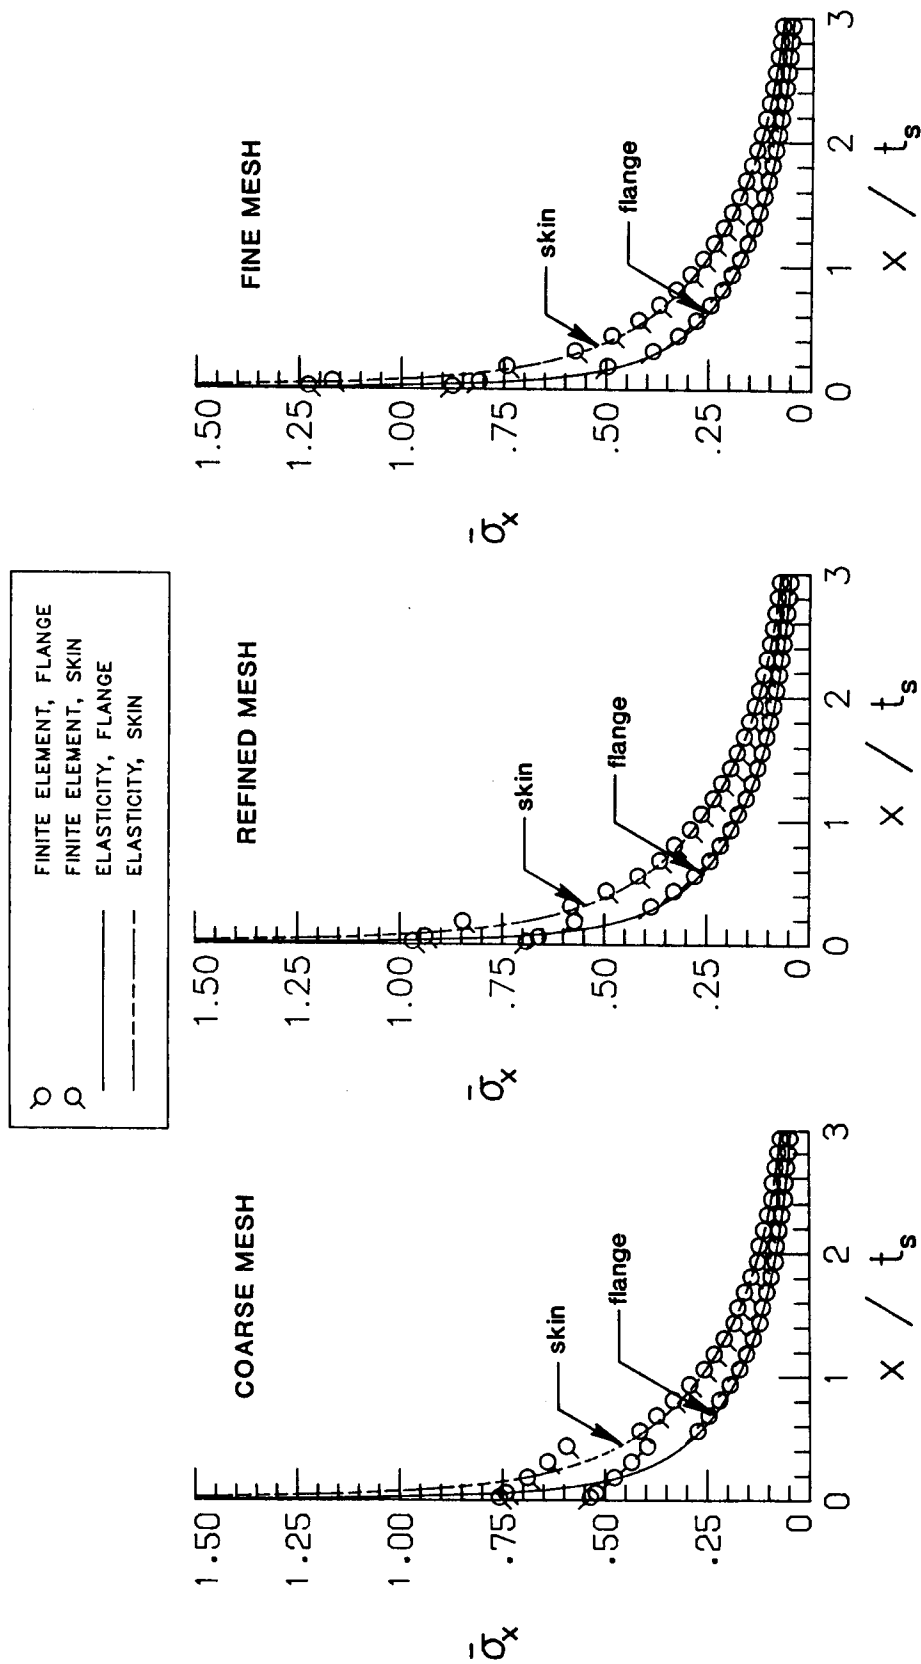 FINITE ELEMENT, FLANGE
FINITE ELEMENT, SKIN
ELASTICITY, FLANGE
ELASTICITY, SKIN
COARSE MESH
1.50
1.25
1.00
.75
.50
.25
0
σ̄x
skin
flange
0
1
2
3
x / ts
REFINED MESH
1.50
1.25
1.00
.75
.50
.25
0
σ̄x
skin
flange
0
1
2
3
x / ts
FINE MESH
1.50
1.25
1.00
.75
.50
.25
0
σ̄x
skin
flange
0
1
2
3
x / ts